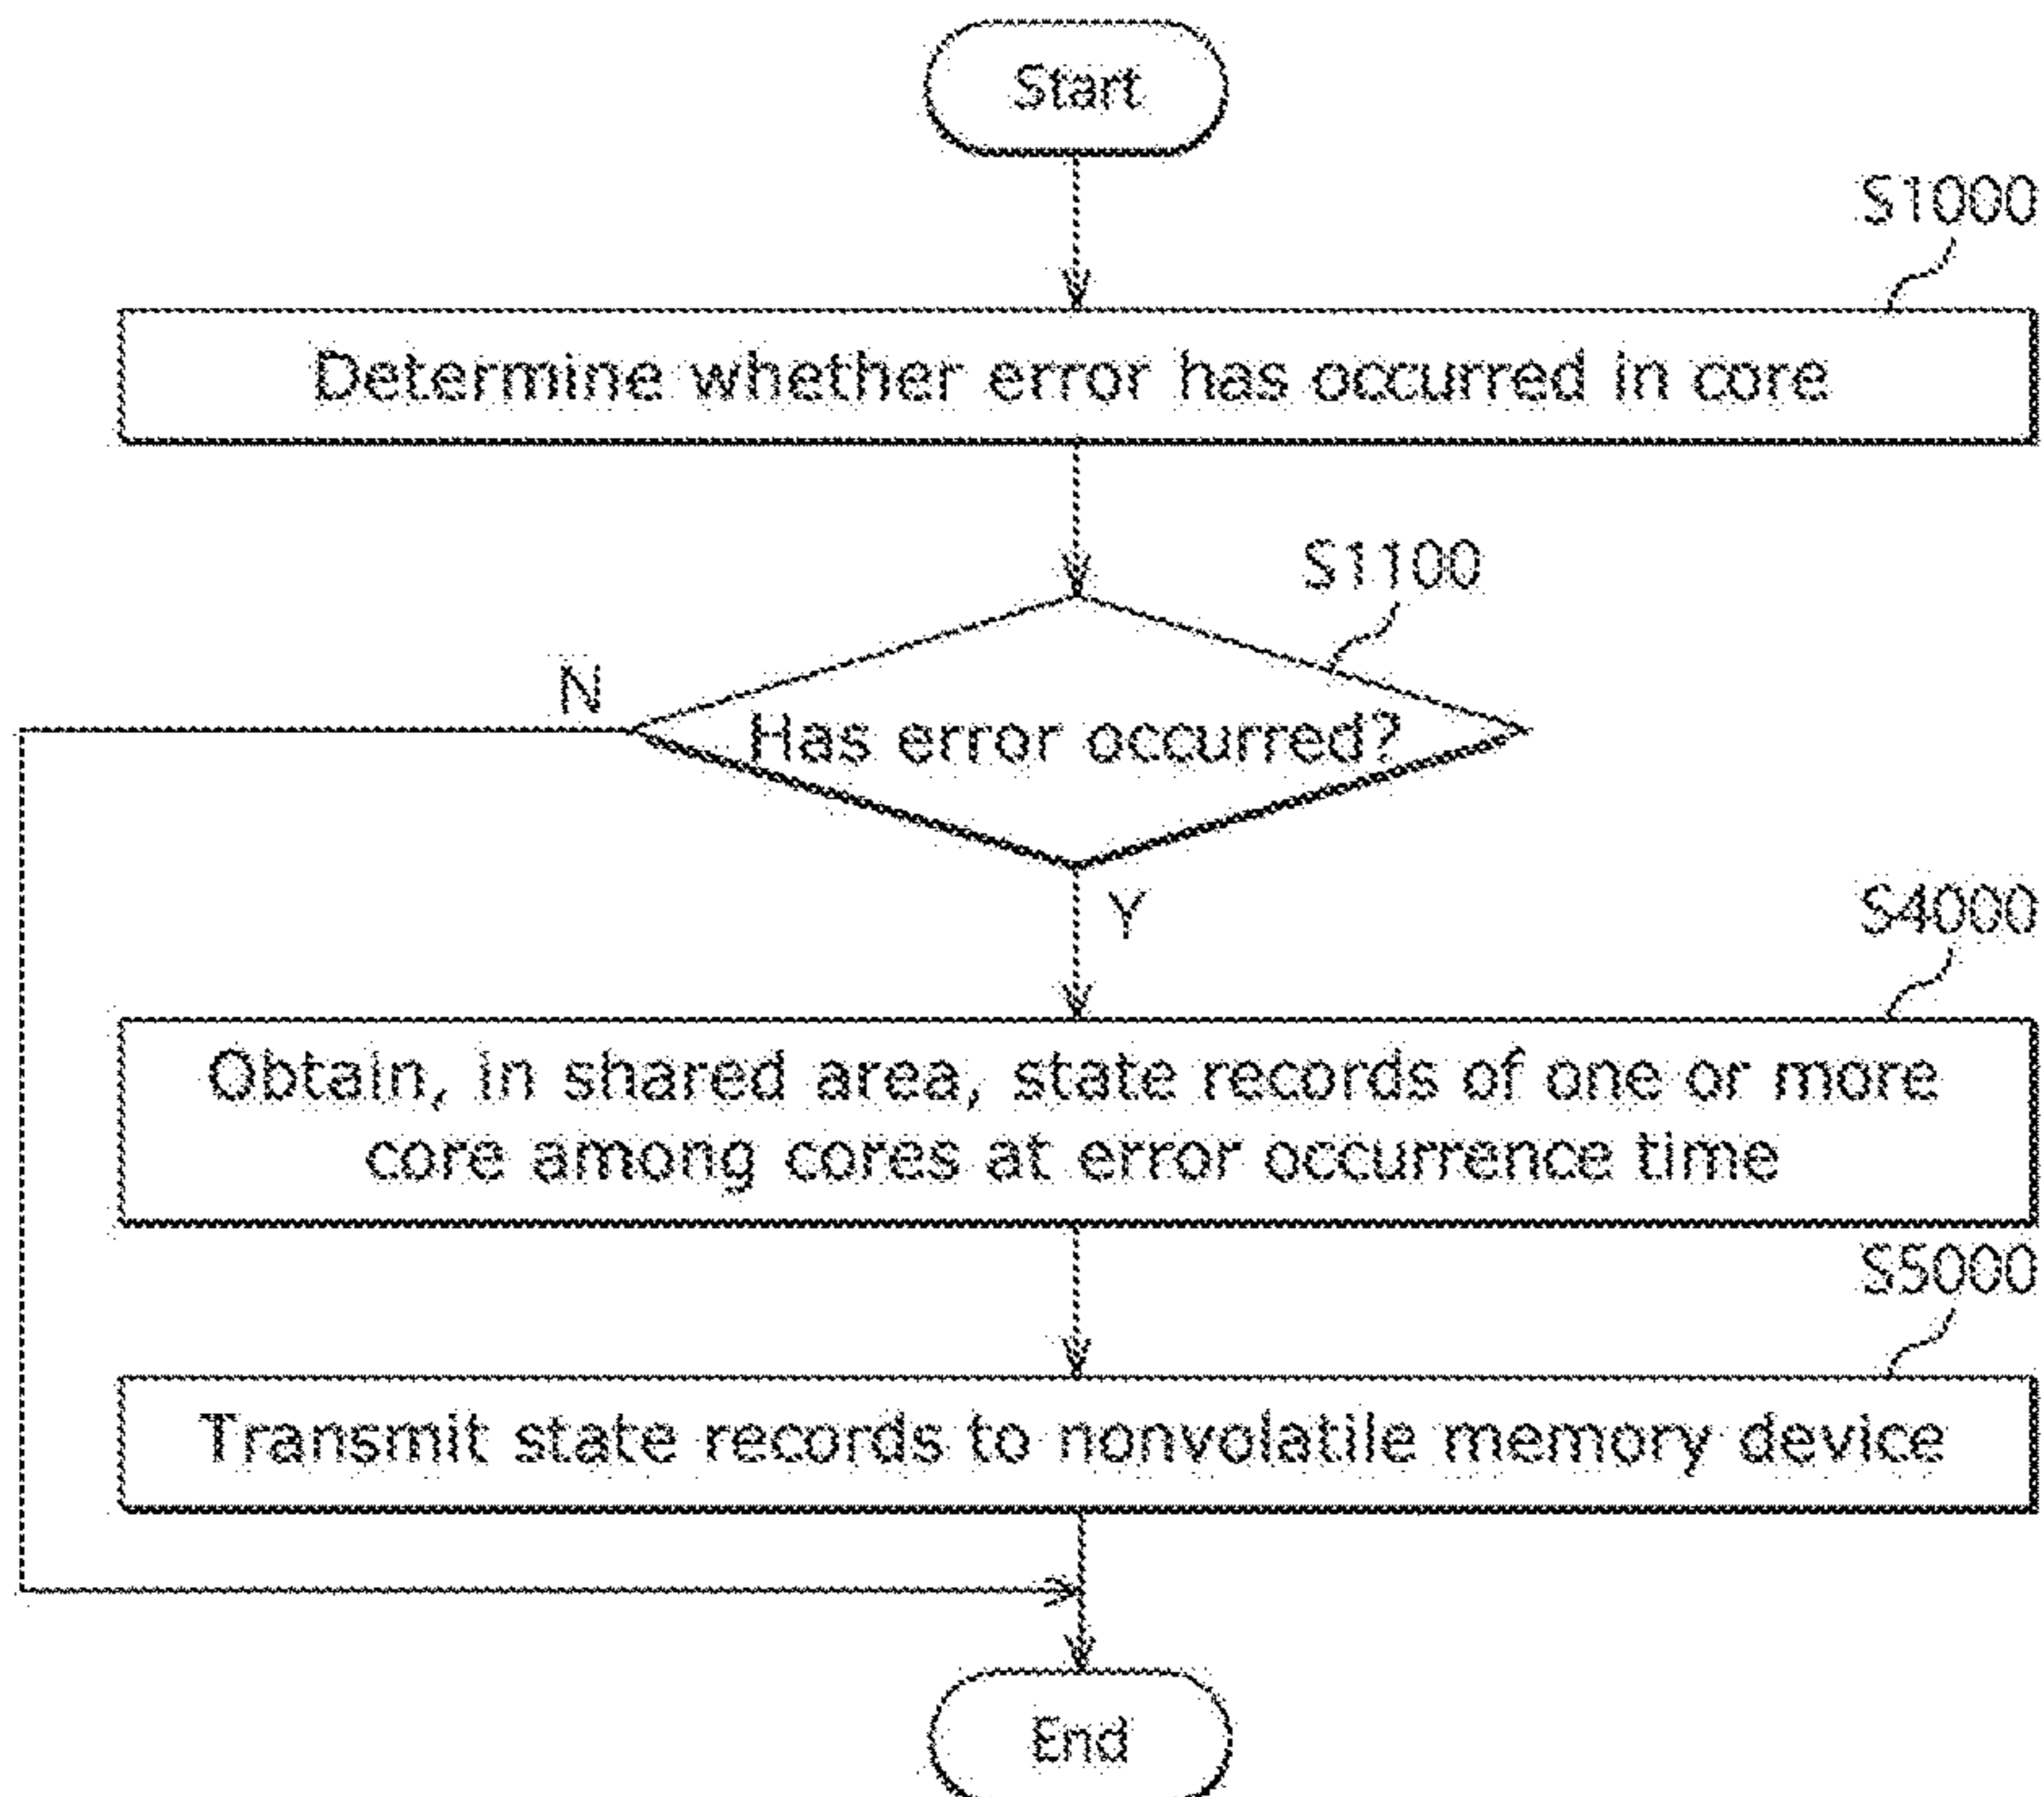 Start
S1000
Determine whether error has occurred in core
S1100
N
Has error occurred?
Y
S4000
Obtain, in shared area, state records of one or more
core among cores at error occurrence time
S5000
Transmit state records to nonvolatile memory device
End